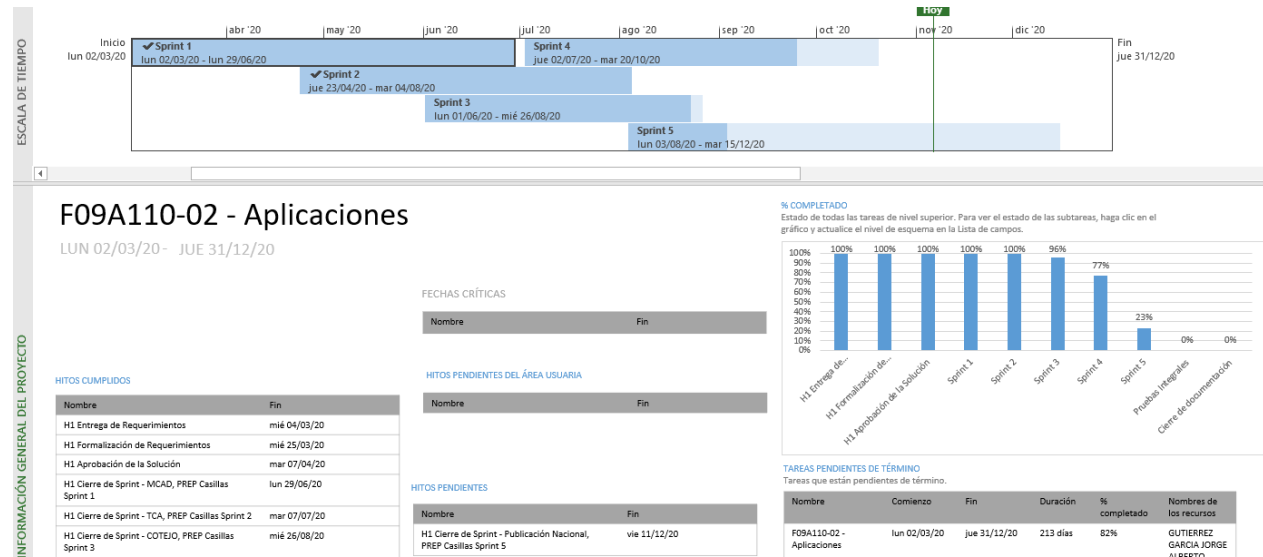 Hoy
abr '20
may '20
jun '20
jul '20
ago '20
sep '20
oct '20
nov '20
dic '20
ESCALA DE TIEMPO
Inicio
lun 02/03/20
✔Sprint 1
lun 02/03/20 - lun 29/06/20
Sprint 4
jue 02/07/20 - mar 20/10/20
Fin
jue 31/12/20
✔Sprint 2
jue 23/04/20 - mar 04/08/20
Sprint 3
lun 01/06/20 - mié 26/08/20
Sprint 5
lun 03/08/20 - mar 15/12/20
INFORMACIÓN GENERAL DEL PROYECTO
F09A110-02 - Aplicaciones
LUN 02/03/20 - JUE 31/12/20
HITOS CUMPLIDOS
Nombre Fin
H1 Entrega de Requerimientos mié 04/03/20
H1 Formalización de Requerimientos mié 25/03/20
H1 Aprobación de la Solución mar 07/04/20
H1 Cierre de Sprint - MCAD, PREP Casillas lun 29/06/20
Sprint 1
H1 Cierre de Sprint - TCA, PREP Casillas Sprint 2 mar 07/07/20
H1 Cierre de Sprint - COTEJO, PREP Casillas mié 26/08/20
Sprint 3
FECHAS CRÍTICAS
Nombre Fin
HITOS PENDIENTES DEL ÁREA USUARIA
Nombre Fin
HITOS PENDIENTES
Nombre Fin
H1 Cierre de Sprint - Publicación Nacional, vie 11/12/20
PREP Casillas Sprint 5
% COMPLETADO
Estado de todas las tareas de nivel superior. Para ver el estado de las subtareas, haga clic en el
gráfico y actualice el nivel de esquema en la Lista de campos.
100%
90%
80%
70%
60%
50%
40%
30%
20%
10%
0%
100% 100% 100% 100% 100% 96% 77% 23% 0% 0%
H1 Entrega de...
H1 Formalización de...
H1 Aprobación de la Solución
Sprint 1
Sprint 2
Sprint 3
Sprint 4
Sprint 5
Pruebas Integrales
Cierre de documentación
TAREAS PENDIENTES DE TÉRMINO
Tareas que están pendientes de término.
Nombre Comienzo Fin Duración % Nombres de
completado los recursos
F09A110-02 - lun 02/03/20 jue 31/12/20 213 días 82% GUTIERREZ
Aplicaciones GARCIA JORGE
ALBERTO